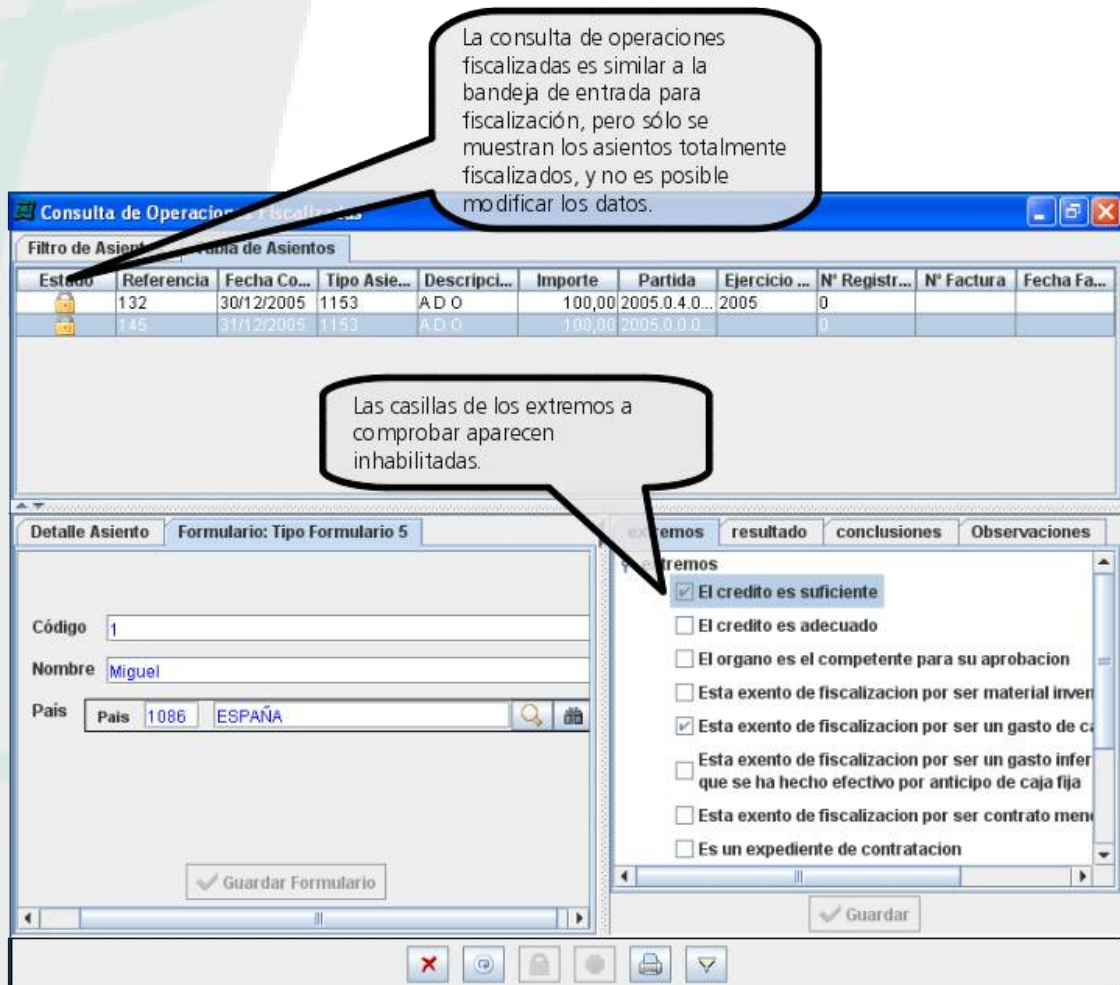 La consulta de operaciones
fiscalizadas es similar a la
bandeja de entrada para
fiscalización, pero sólo se
muestran los asientos totalmente
fiscalizados, y no es posible
modificar los datos.
Consulta de Operaciones Fiscalizadas
Filtro de Asient Tabla de Asientos
Estado Referencia Fecha Co... Tipo Asie... Descripci... Importe Partida Ejercicio ... Nº Registr... Nº Factura Fecha Fa...
132 30/12/2005 1153 A D O 100,00 2005.0.4.0... 2005 0
145 31/12/2005 1153 A D O 100,00 2005.0.0.0... 0
Las casillas de los extremos a
comprobar aparecen
inhabilitadas.
Detalle Asiento Formulario: Tipo Formulario 5
Código 1
Nombre Miguel
País País 1086 ESPAÑA
Guardar Formulario
extremos resultado conclusiones Observaciones
extremos
El credito es suficiente
El credito es adecuado
El organo es el competente para su aprobacion
Esta exento de fiscalizacion por ser material inven
Esta exento de fiscalizacion por ser un gasto de ca
Esta exento de fiscalizacion por ser un gasto infer
que se ha hecho efectivo por anticipo de caja fija
Esta exento de fiscalizacion por ser contrato meno
Es un expediente de contratacion
Guardar